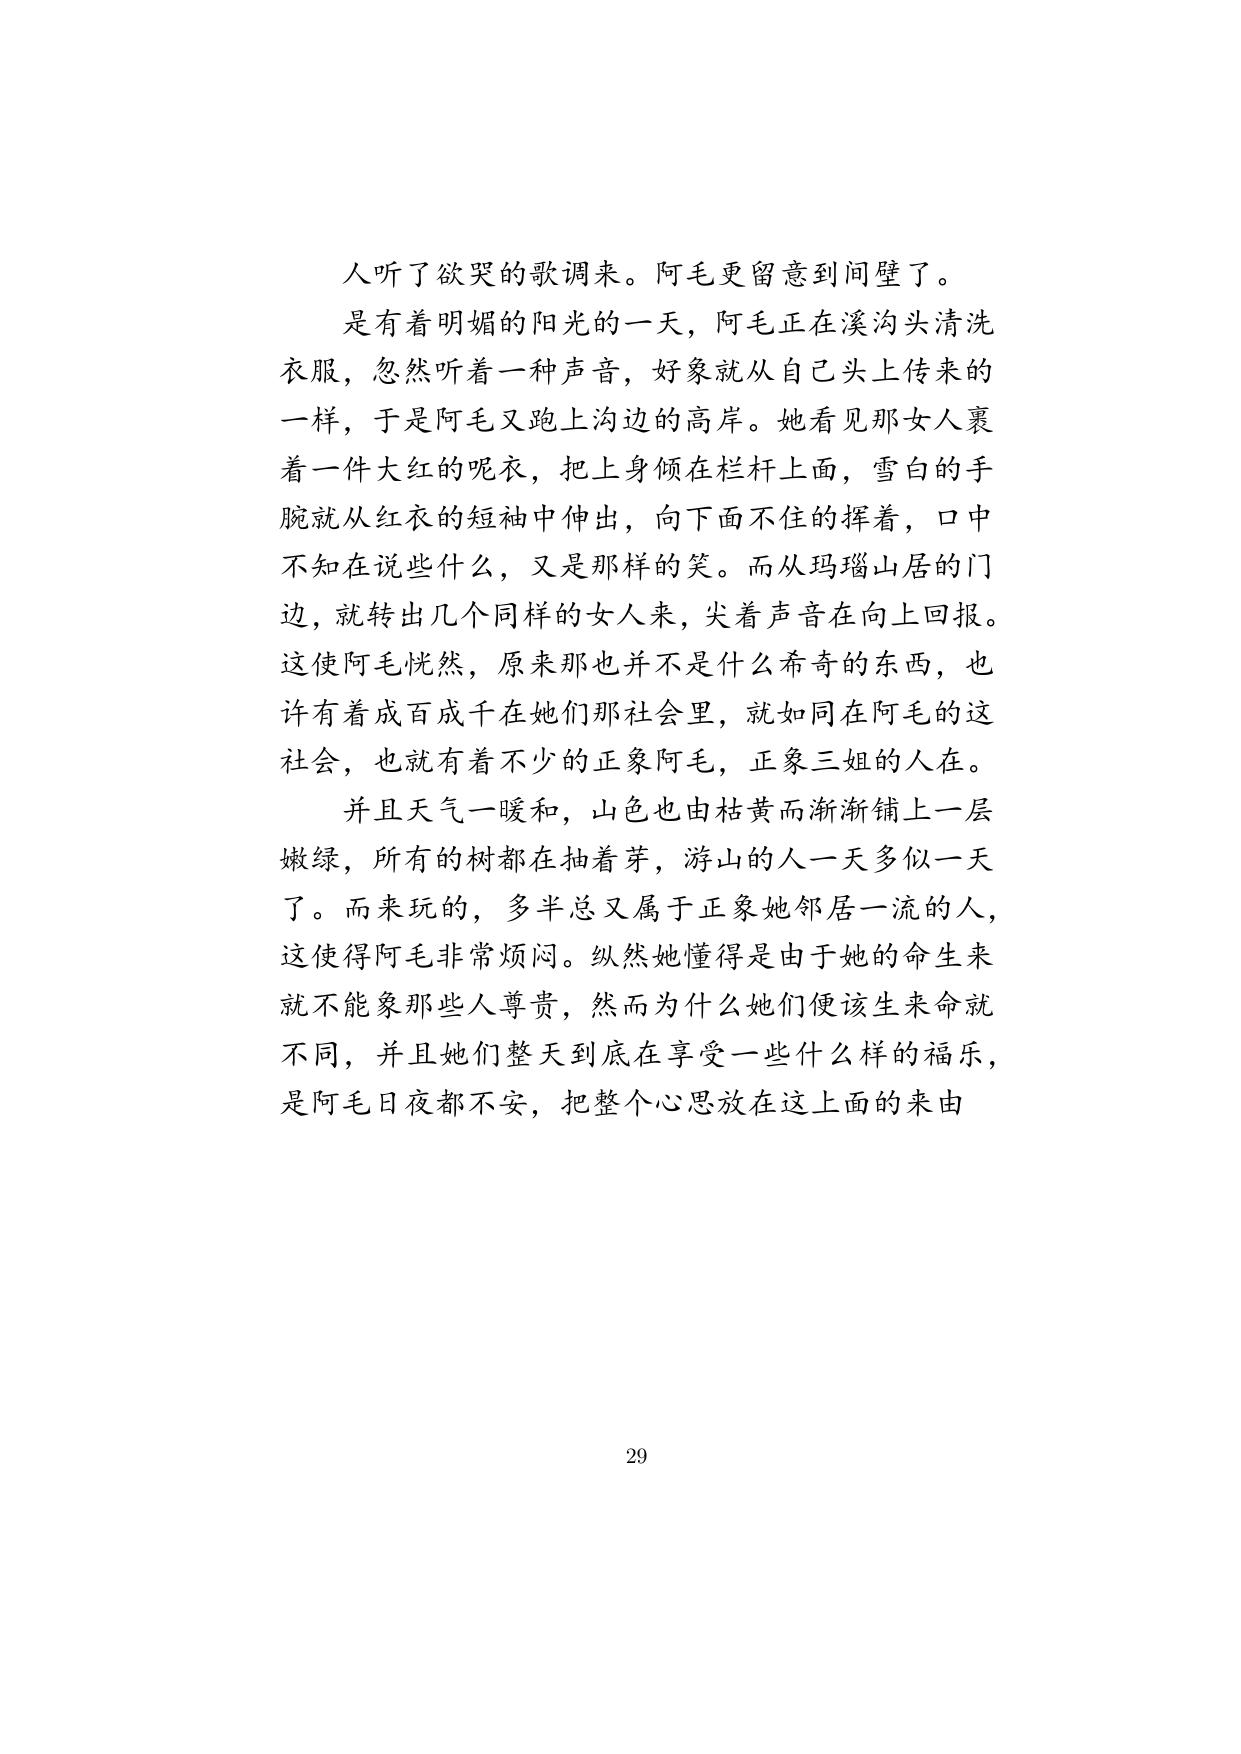 人听了欲哭的歌调来。阿毛更留意到间壁了。
是有着明媚的阳光的一天，阿毛正在溪沟头清洗
衣服，忽然听着一种声音，好象就从自己头上传来的
一样，于是阿毛又跑上沟边的高岸。她看见那女人裹
着一件大红的呢衣，把上身倾在栏杆上面，雪白的手
腕就从红衣的短袖中伸出，向下面不住的挥着，口中
不知在说些什么，又是那样的笑。而从玛瑙山居的门
边，就转出几个同样的女人来，尖着声音在向上回报。
这使阿毛恍然，原来那也并不是什么希奇的东西，也
许有着成百成千在她们那社会里，就如同在阿毛的这
社会，也就有着不少的正象阿毛，正象三姐的人在。
并且天气一暖和，山色也由枯黄而渐渐铺上一层
嫩绿，所有的树都在抽着芽，游山的人一天多似一天
了。而来玩的，多半总又属于正象她邻居一流的人，
这使得阿毛非常烦闷。纵然她懂得是由于她的命生来
就不能象那些人尊贵，然而为什么她们便该生来命就
不同，并且她们整天到底在享受一些什么样的福乐，
是阿毛日夜都不安，把整个心思放在这上面的来由
29